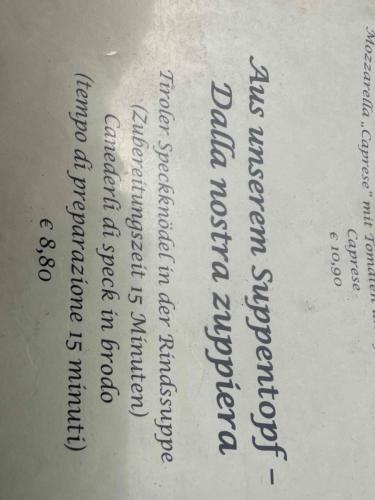 Mozzarella „Caprese“ mit Tomaten
Caprese
€ 10,90
Aus unserem Suppentopf –
Dalla nostra zuppiera
Tiroler Speckknödel in der Rindssuppe
(Zubereitungszeit 15 Minuten)
Canederli di speck in brodo
(tempo di preparazione 15 minuti)
€ 8,80